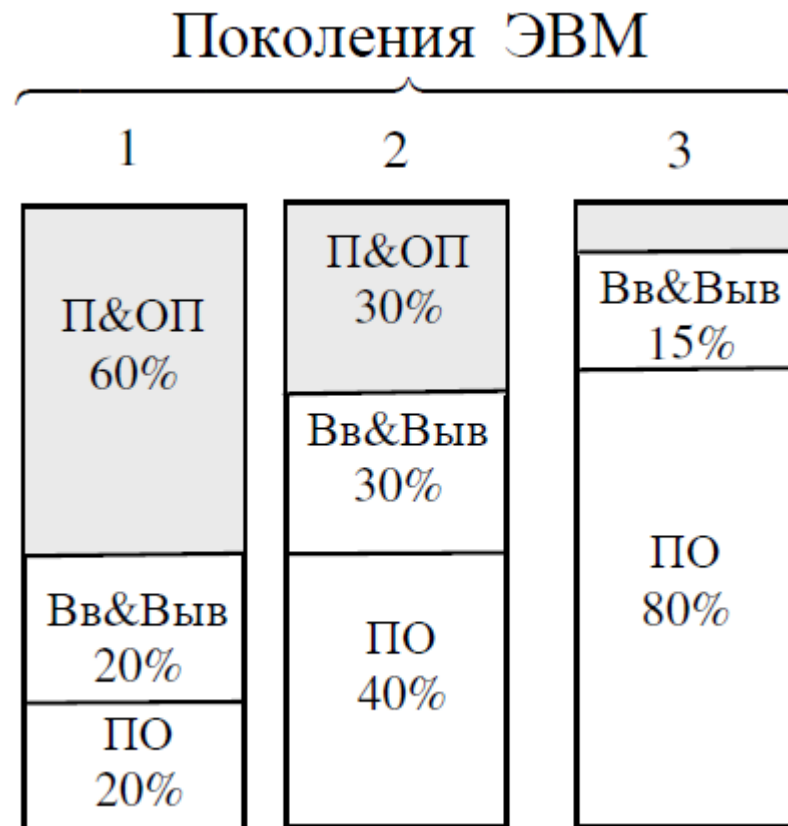 Поколения ЭВМ
1
2
3
П&ОП
60%
Вв&Выв
20%
ПО
20%
П&ОП
30%
Вв&Выв
30%
ПО
40%
Вв&Выв
15%
ПО
80%